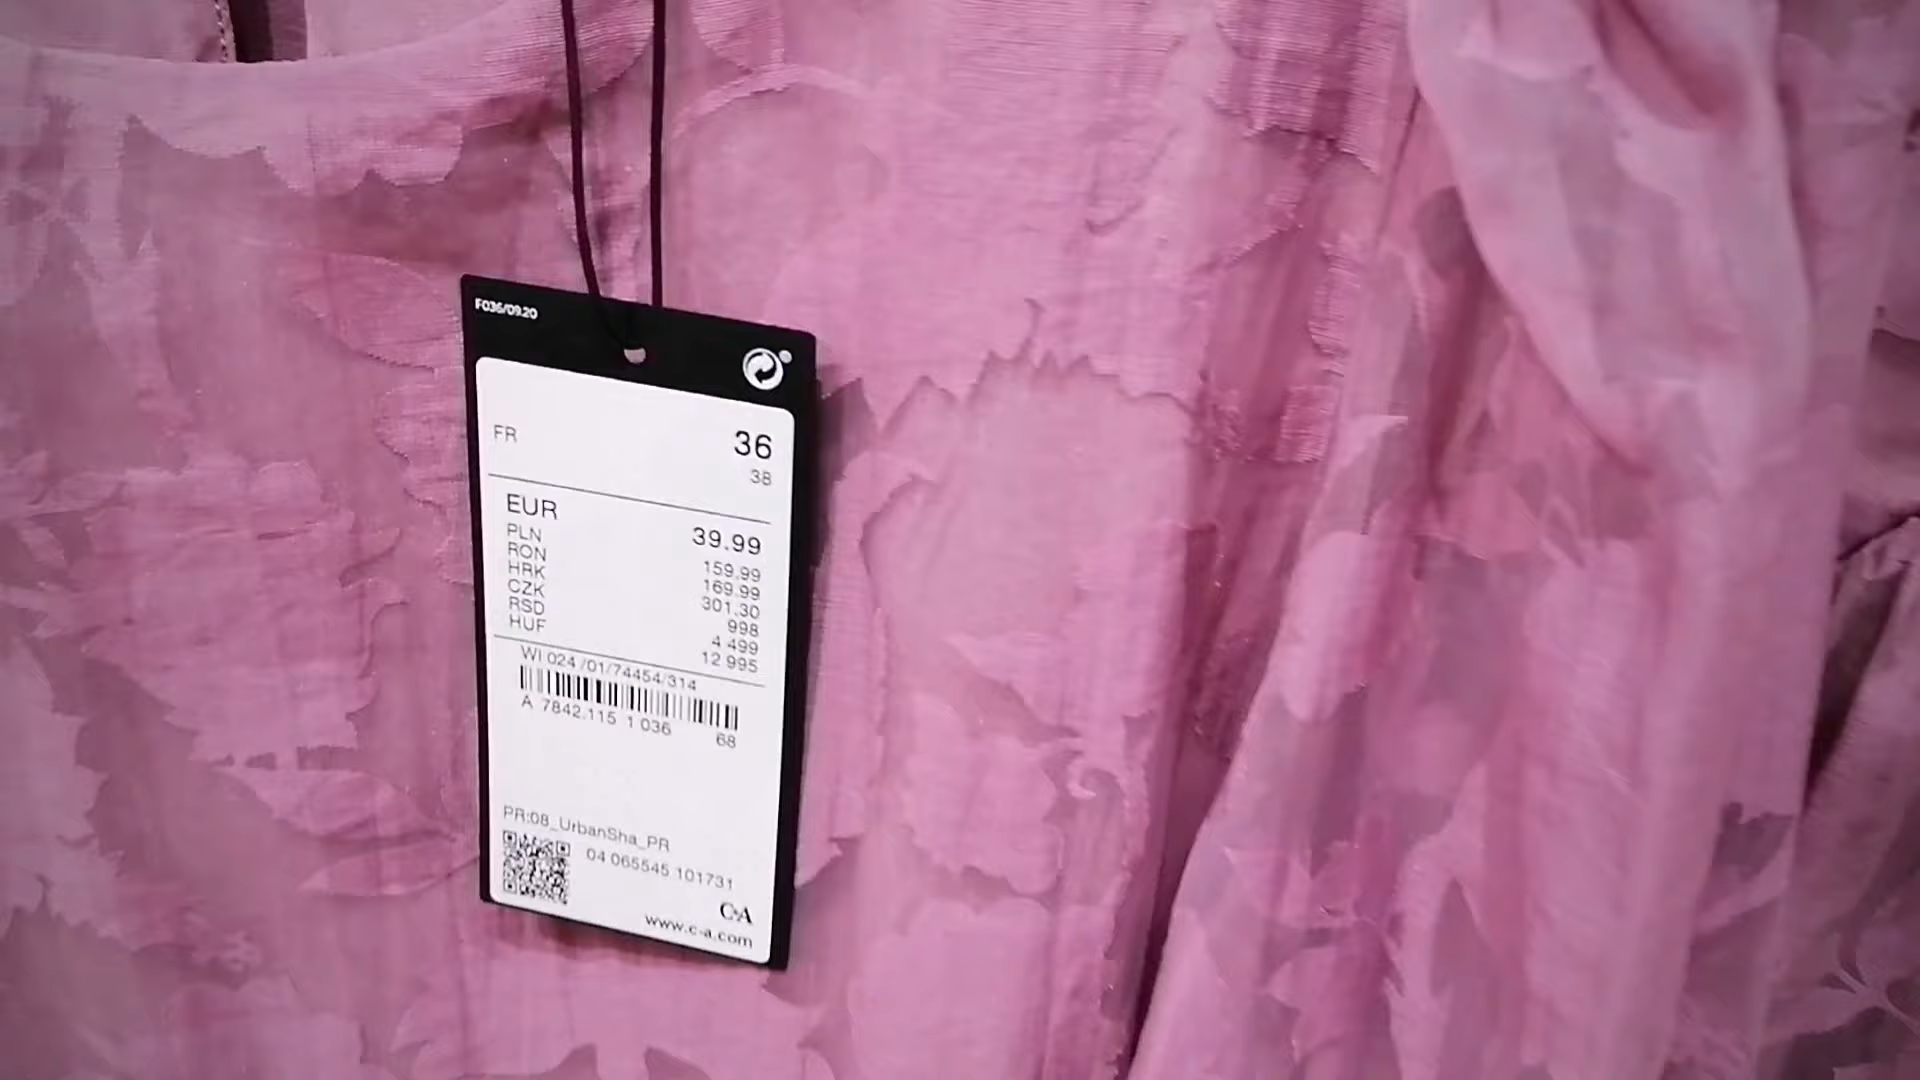 F036/09.20
36
FR 38
EUR 39.99
PLN 159.99
RON 169.99
HRK 301.30
CZK 998
RSD 4 499
HUF 12 995
WI 024 /01/74454/314
A 7842.115 1 036 68
PR:08_UrbanSha_PR
04 065545 101731
C&A
www.c-a.com